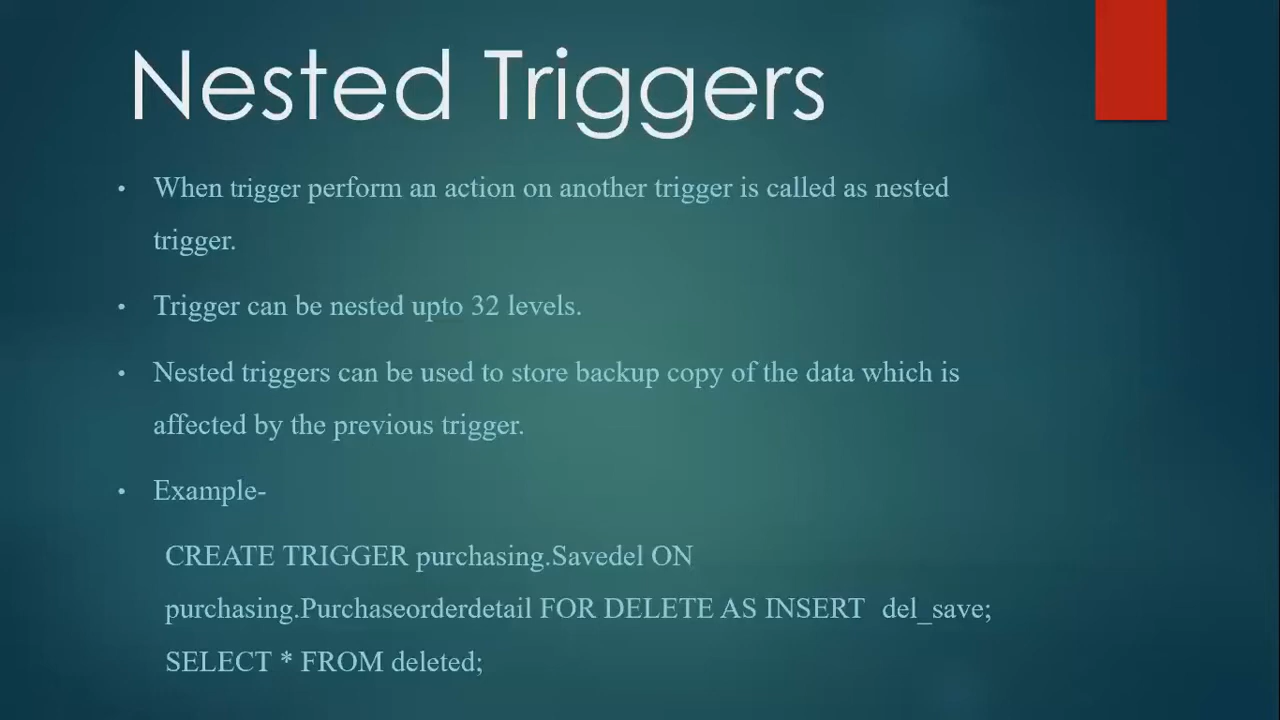 Nested Triggers
• When trigger perform an action on another trigger is called as nested
trigger.
• Trigger can be nested upto 32 levels.
• Nested triggers can be used to store backup copy of the data which is
affected by the previous trigger.
• Example-
CREATE TRIGGER purchasing.Savedel ON
purchasing.Purchaseorderdetail FOR DELETE AS INSERT del_save;
SELECT * FROM deleted;